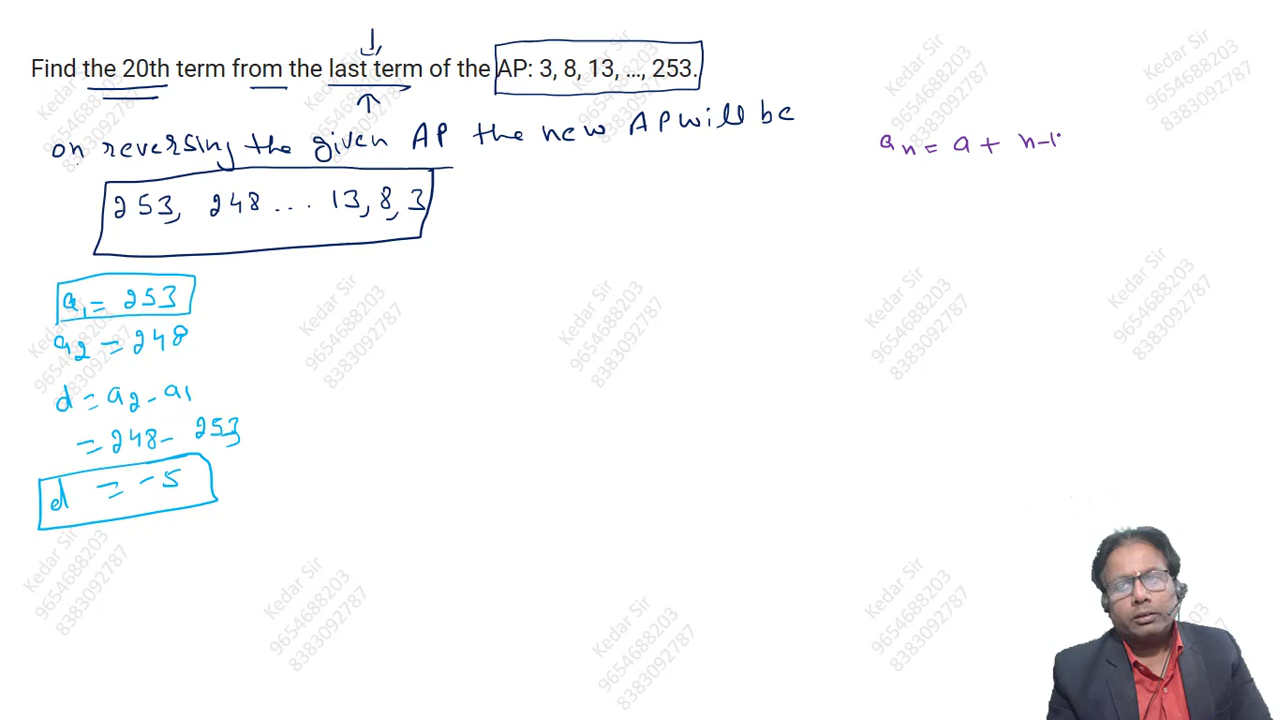 Find the 20th term from the last term of the AP: 3, 8, 13, ..., 253.
on reversing the given AP the new AP will be
253, 248 ... 13, 8, 3
aₙ = a + n-1
a₁ = 253
a₂ = 248
d = a₂ - a₁
= 248 - 253
d = -5
Kedar Sir
9654688203
8383092787